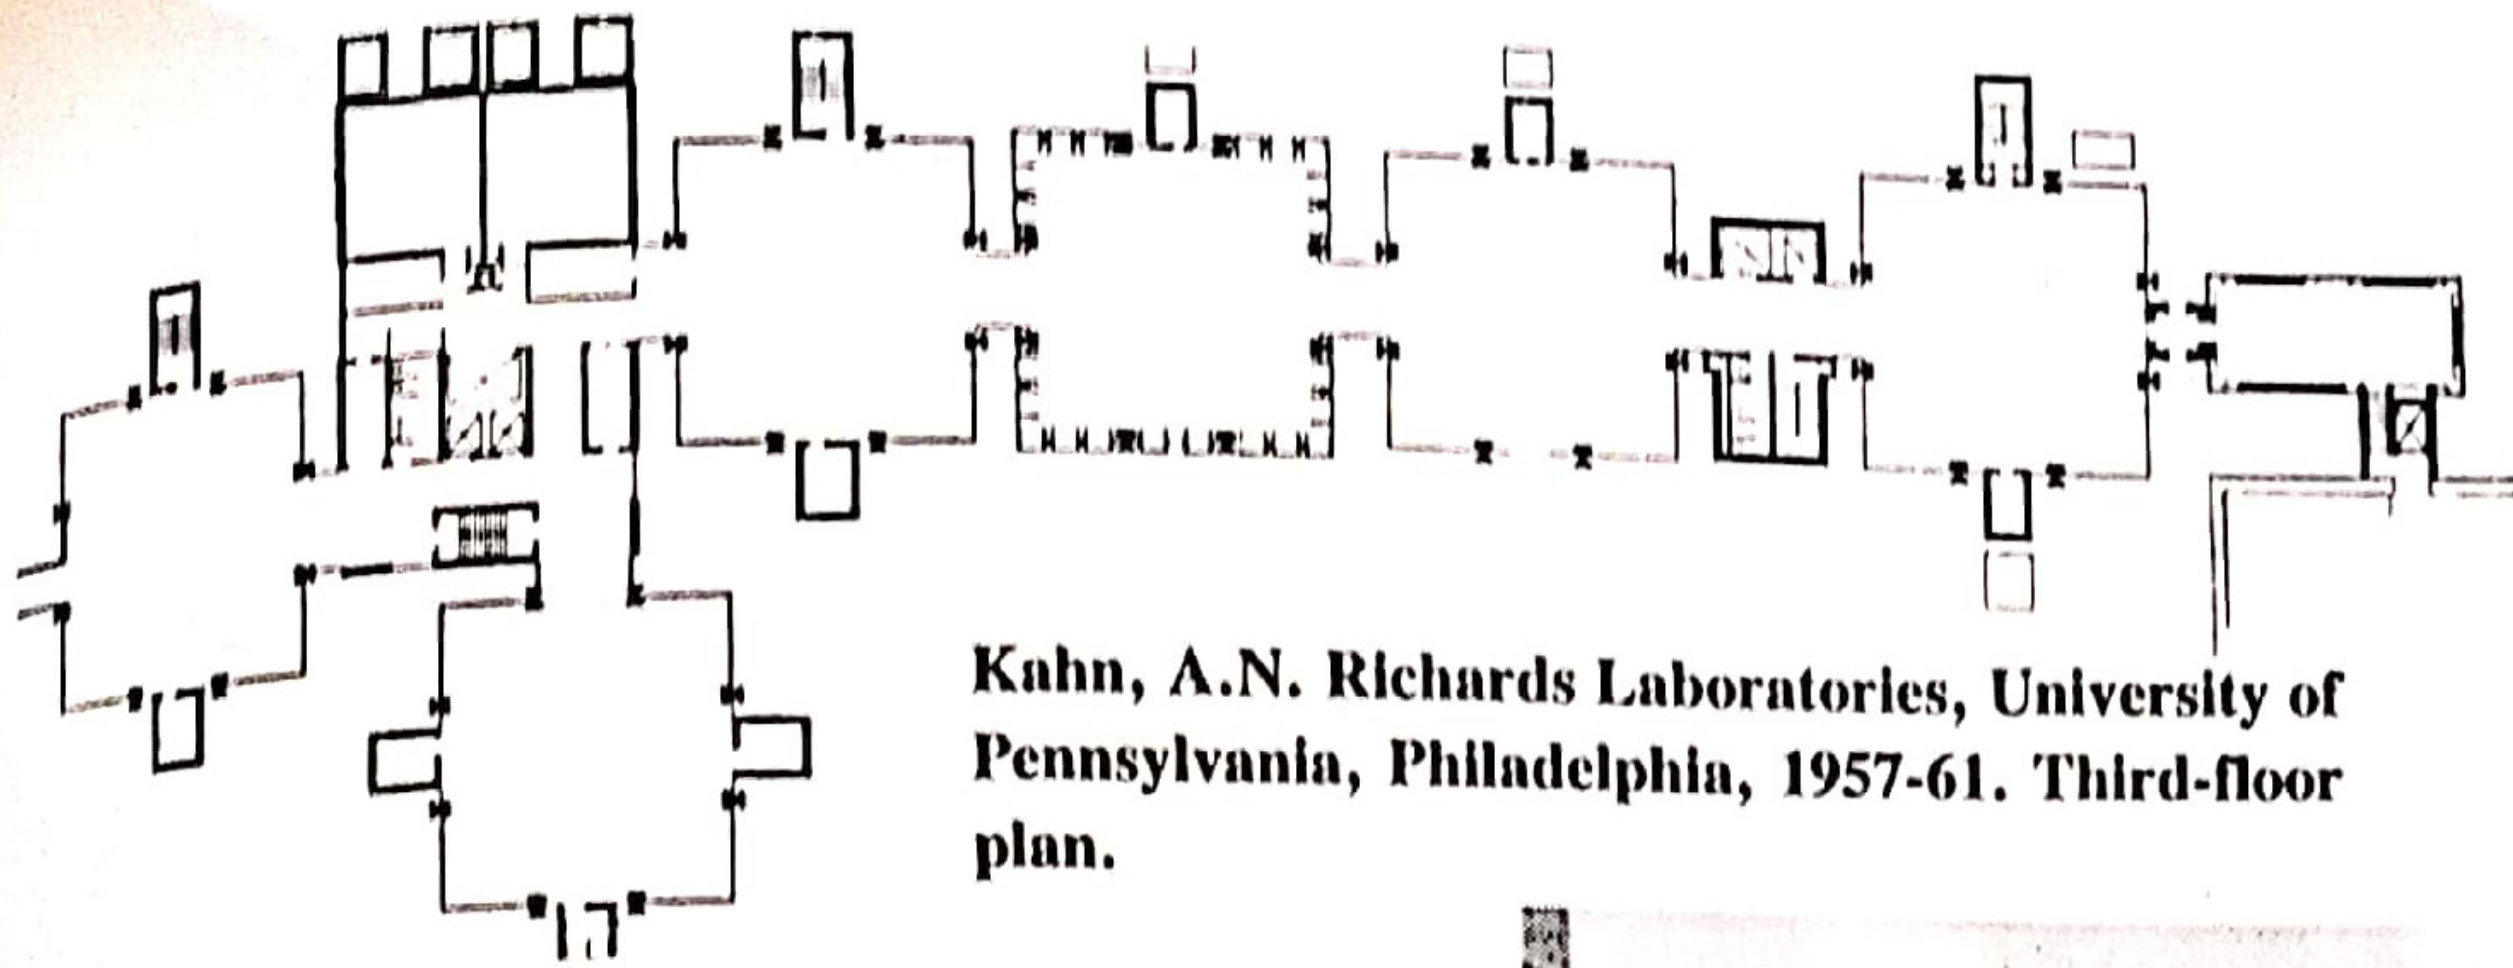 Kahn, A.N. Richards Laboratories, University of
Pennsylvania, Philadelphia, 1957-61. Third-floor
plan.